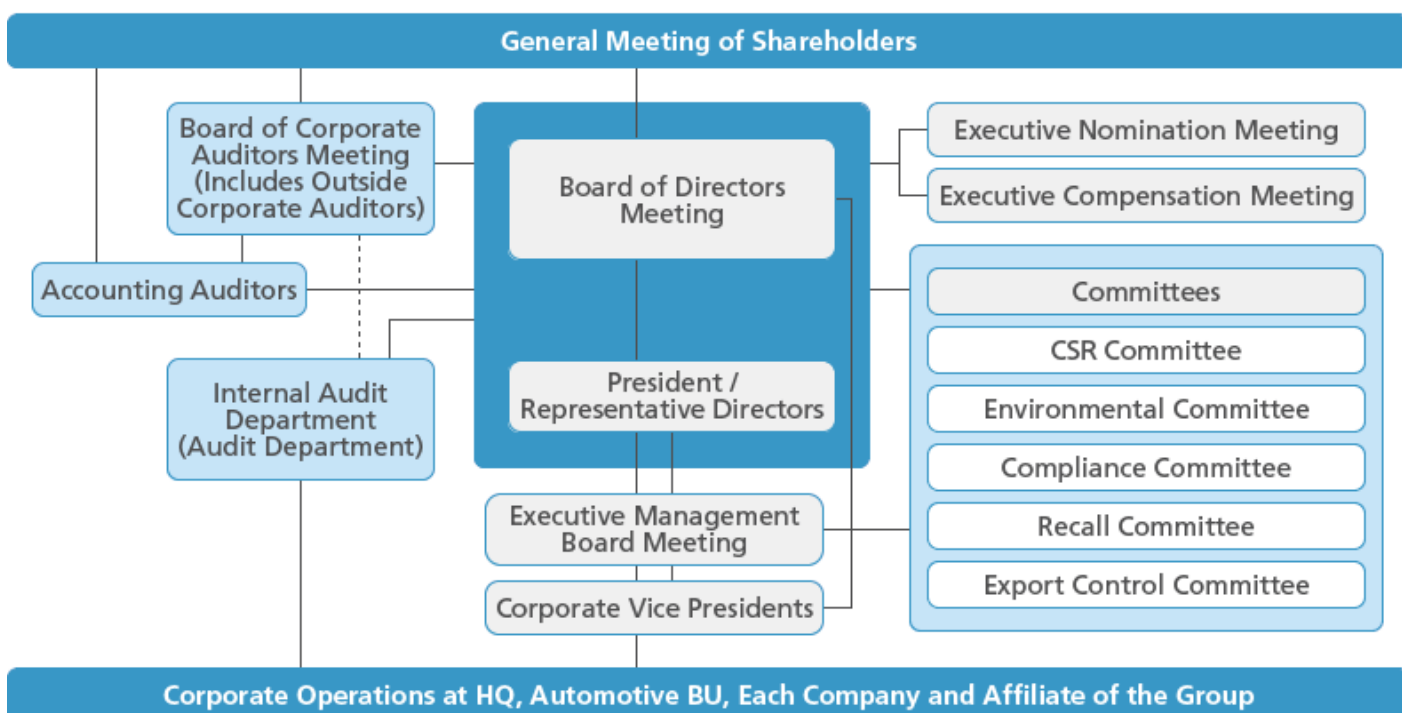 General Meeting of Shareholders
Board of Corporate
Auditors Meeting
(Includes Outside
Corporate Auditors)
Accounting Auditors
Internal Audit
Department
(Audit Department)
Board of Directors
Meeting
President /
Representative Directors
Executive Management
Board Meeting
Corporate Vice Presidents
Executive Nomination Meeting
Executive Compensation Meeting
Committees
CSR Committee
Environmental Committee
Compliance Committee
Recall Committee
Export Control Committee
Corporate Operations at HQ, Automotive BU, Each Company and Affiliate of the Group